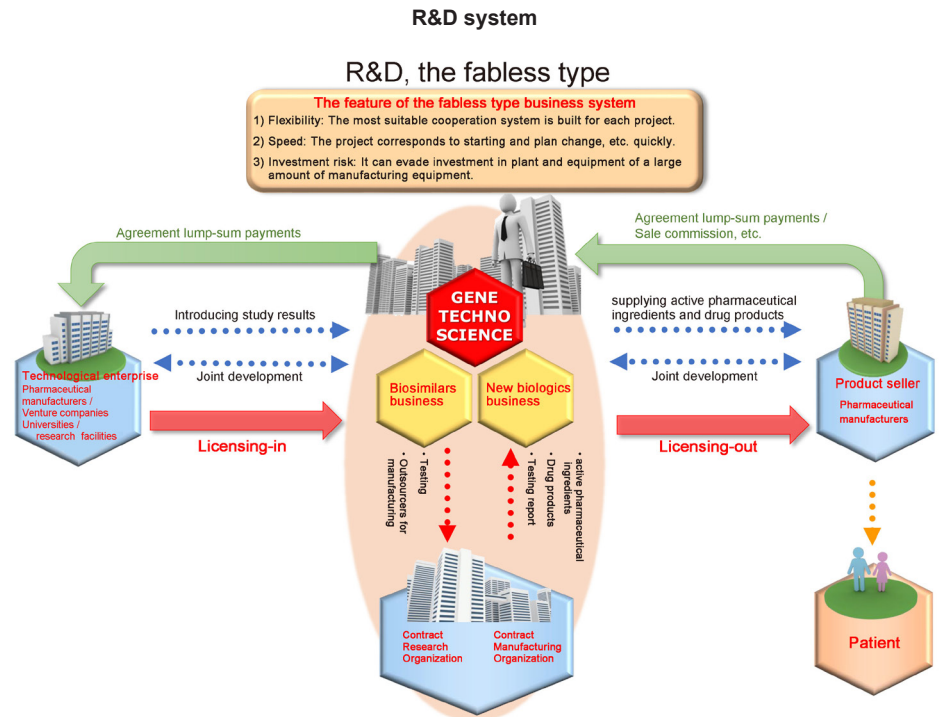 R&D system
R&D, the fabless type
The feature of the fabless type business system
1) Flexibility: The most suitable cooperation system is built for each project.
2) Speed: The project corresponds to starting and plan change, etc. quickly.
3) Investment risk: It can evade investment in plant and equipment of a large
amount of manufacturing equipment.
Agreement lump-sum payments
Agreement lump-sum payments /
Sale commission, etc.
GENE
TECHNO
SCIENCE
Introducing study results
supplying active pharmaceutical
ingredients and drug products
Joint development
Joint development
Technological enterprise
Pharmaceutical
manufacturers /
Venture companies
Universities /
research facilities
Biosimilars
business
New biologics
business
Product seller
Pharmaceutical
manufacturers
Licensing-in
Licensing-out
• Testing
• Outsourcers for
manufacturing
• active pharmaceutical
ingredients
• Drug products
• Testing report
Contract
Research
Organization
Contract
Manufacturing
Organization
Patient